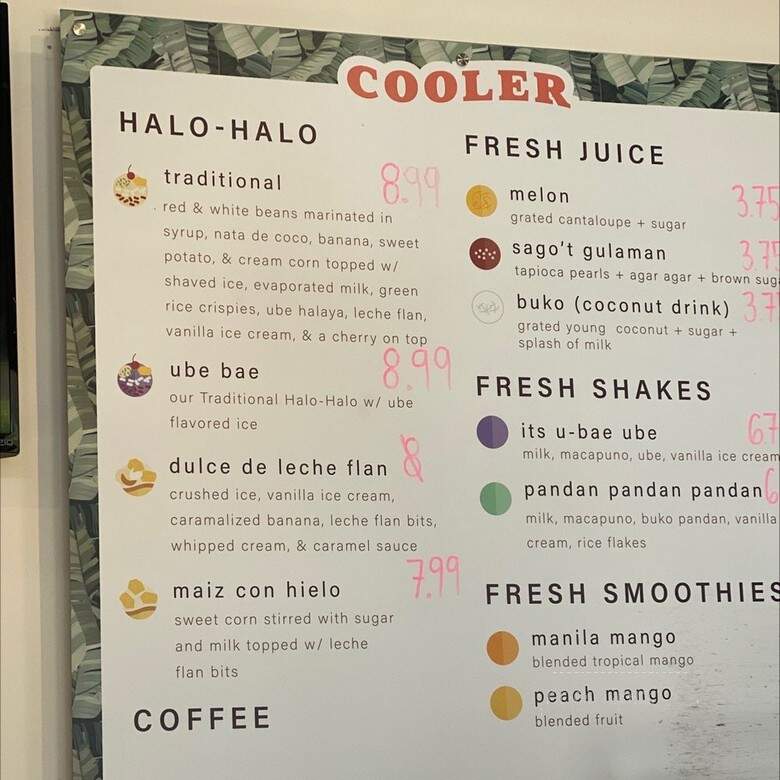 COOLER
HALO-HALO
traditional 8.99
red & white beans marinated in
syrup, nata de coco, banana, sweet
potato, & cream corn topped w/
shaved ice, evaporated milk, green
rice crispies, ube halaya, leche flan,
vanilla ice cream, & a cherry on top
ube bae 8.99
our Traditional Halo-Halo w/ ube
flavored ice
dulce de leche flan 8
crushed ice, vanilla ice cream,
caramalized banana, leche flan bits,
whipped cream, & caramel sauce
maiz con hielo 7.99
sweet corn stirred with sugar
and milk topped w/ leche
flan bits
COFFEE
FRESH JUICE
melon 3.75
grated cantaloupe + sugar
sago't gulaman 3.75
tapioca pearls + agar agar + brown
buko (coconut drink) 3.7
grated young coconut + sugar +
splash of milk
FRESH SHAKES
its u-bae ube 6.7
milk, macapuno, ube, vanilla ice cream
pandan pandan pandan 6
milk, macapuno, buko pandan, vanilla
cream, rice flakes
FRESH SMOOTHIES
manila mango
blended tropical mango
peach mango
blended fruit